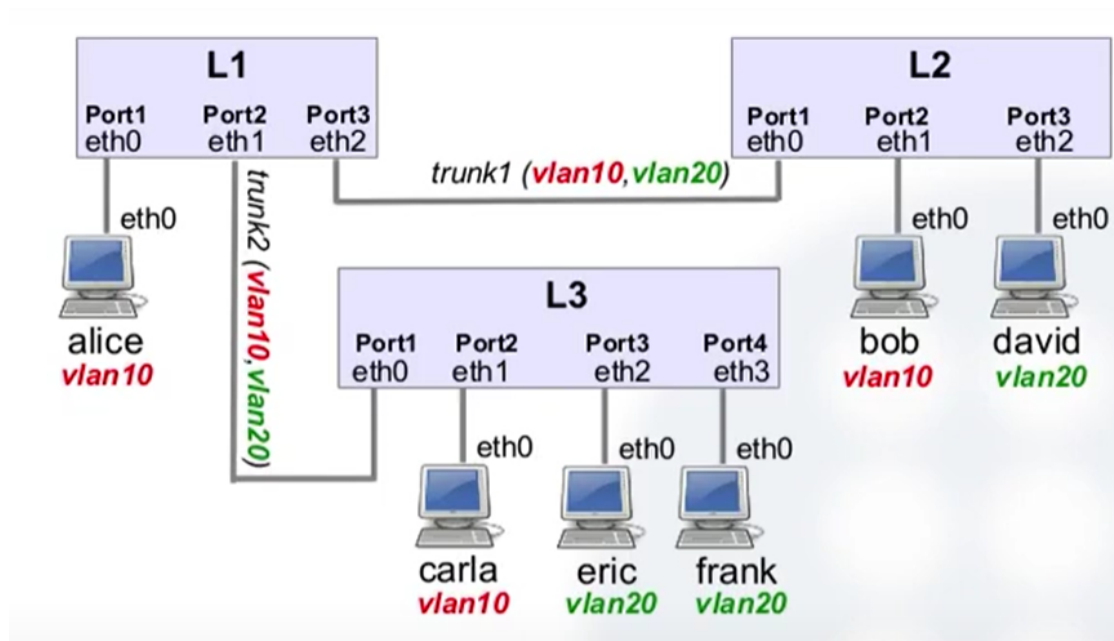 L1
Port1 Port2 Port3
eth0 eth1 eth2
L2
Port1 Port2 Port3
eth0 eth1 eth2
trunk1 (vlan10,vlan20)
trunk2 (vlan10,vlan20)
eth0
alice
vlan10
eth0
bob
vlan10
eth0
david
vlan20
L3
Port1 Port2 Port3 Port4
eth0 eth1 eth2 eth3
eth0
carla
vlan10
eth0
eric
vlan20
eth0
frank
vlan20